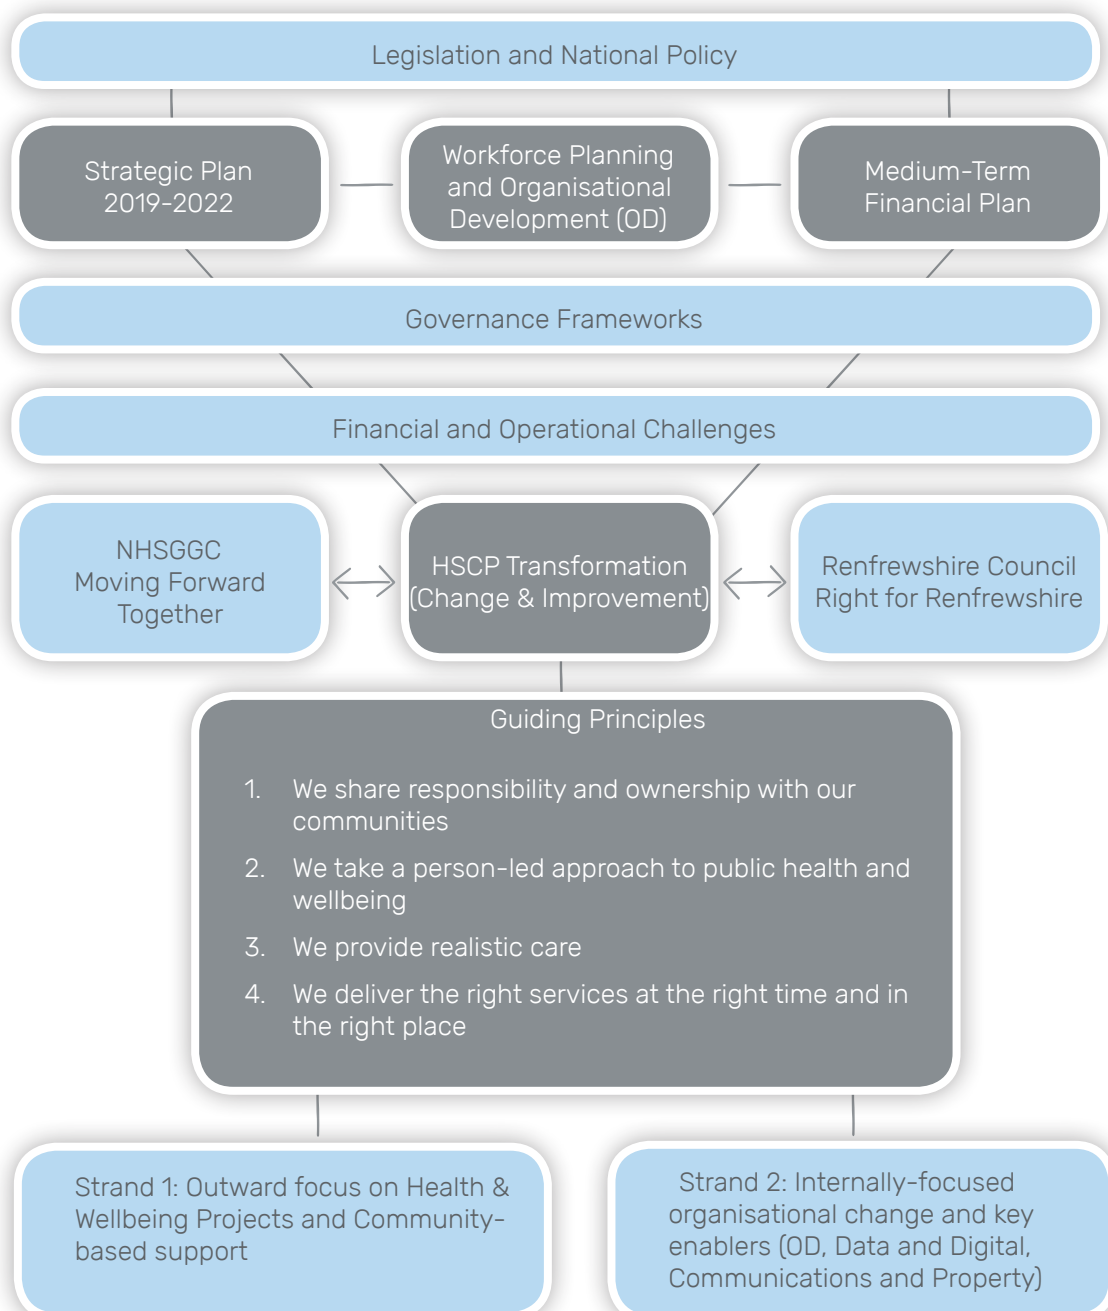 Legislation and National Policy
Strategic Plan
2019-2022
Workforce Planning
and Organisational
Development (OD)
Medium-Term
Financial Plan
Governance Frameworks
Financial and Operational Challenges
NHSGGC
Moving Forward
Together
HSCP Transformation
(Change & Improvement)
Renfrewshire Council
Right for Renfrewshire
Guiding Principles
1. We share responsibility and ownership with our
communities
2. We take a person-led approach to public health and
wellbeing
3. We provide realistic care
4. We deliver the right services at the right time and in
the right place
Strand 1: Outward focus on Health &
Wellbeing Projects and Community-
based support
Strand 2: Internally-focused
organisational change and key
enablers (OD, Data and Digital,
Communications and Property)